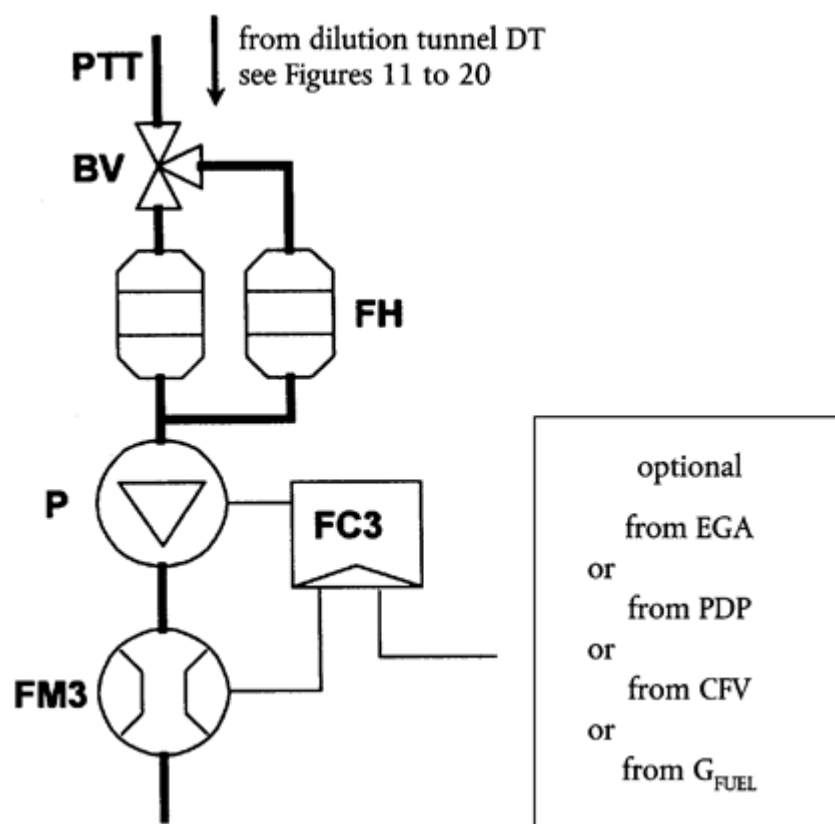 from dilution tunnel DT
see Figures 11 to 20
PTT
BV
FH
P
FC3
FM3
optional
from EGA
or
from PDP
or
from CFV
or
from G_FUEL